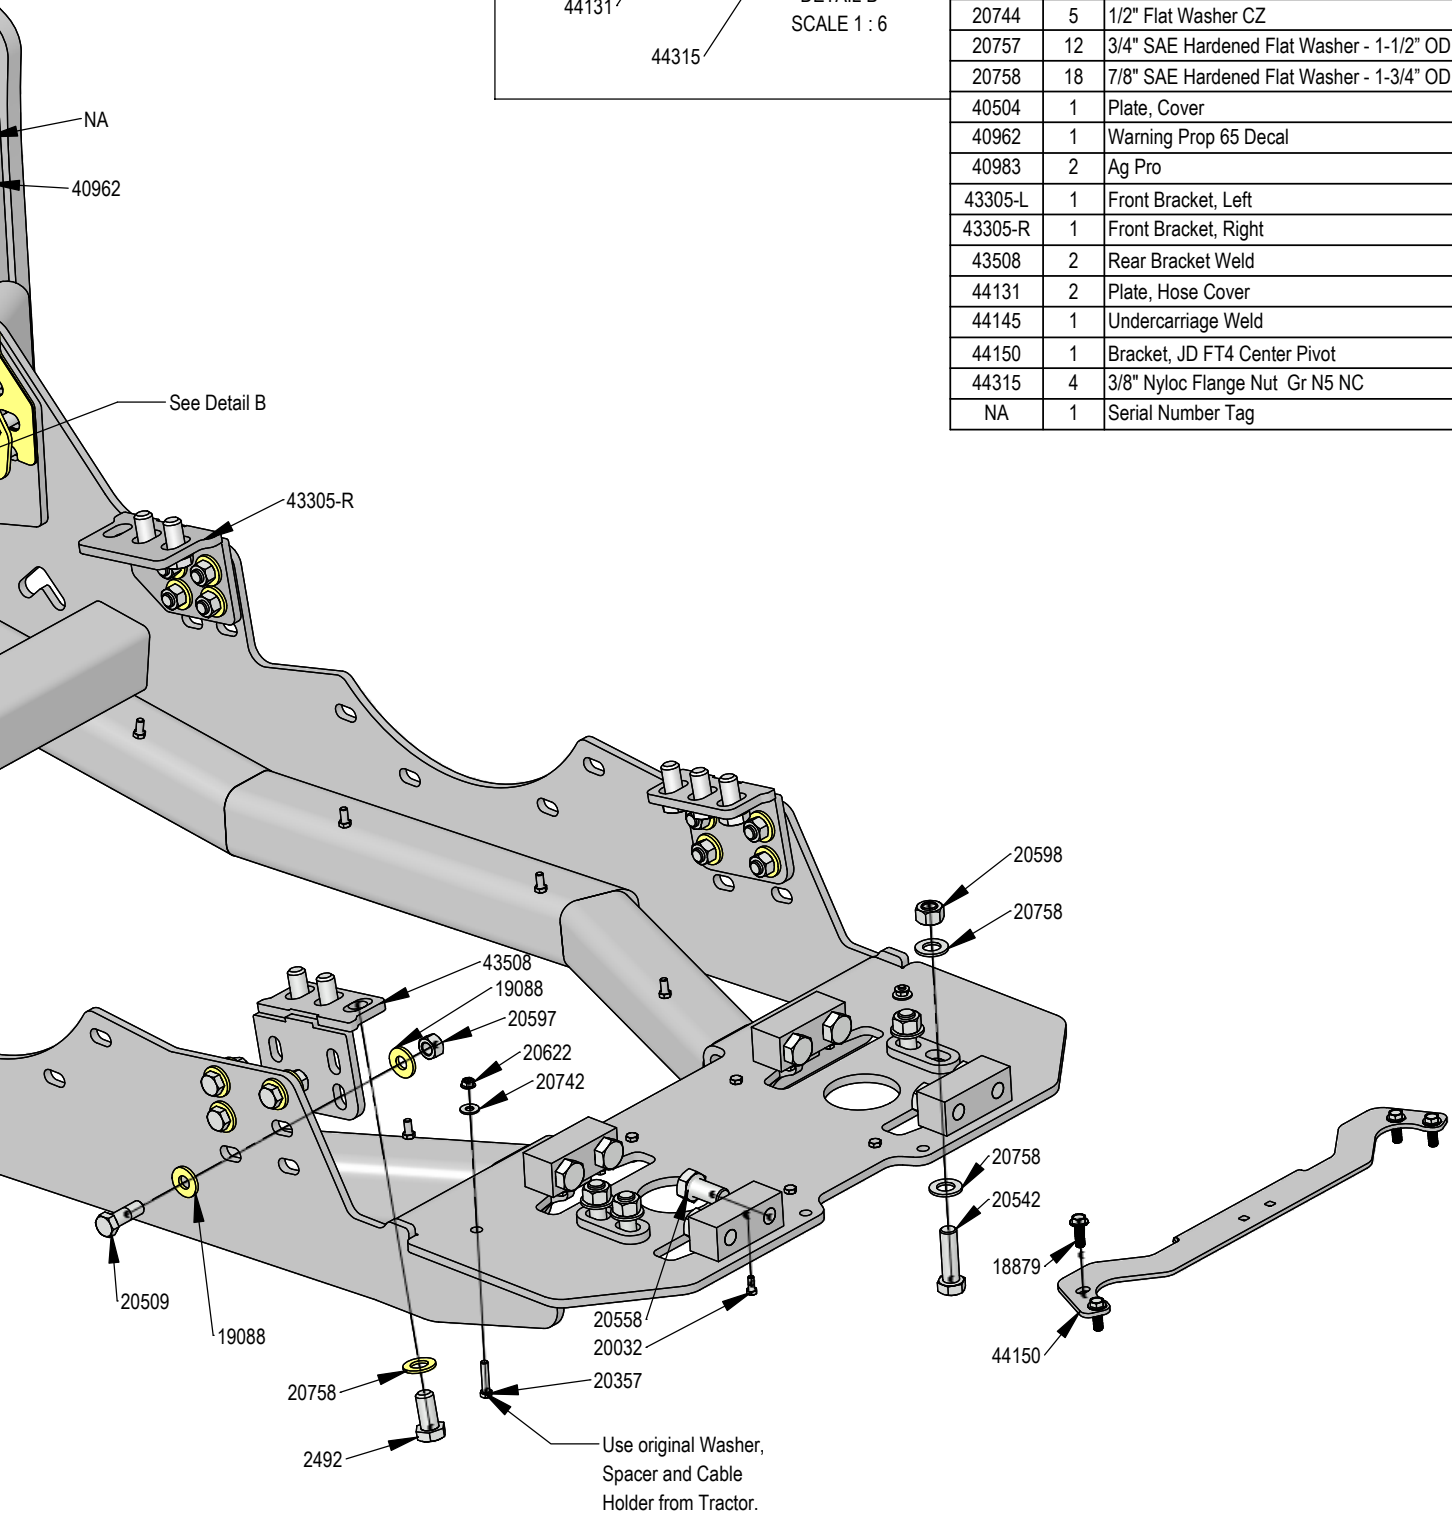 44131
DETAIL B
SCALE 1 : 6
44315
20744 5 1/2" Flat Washer CZ
20757 12 3/4" SAE Hardened Flat Washer - 1-1/2” OD
20758 18 7/8" SAE Hardened Flat Washer - 1-3/4” OD
40504 1 Plate, Cover
40962 1 Warning Prop 65 Decal
40983 2 Ag Pro
43305-L 1 Front Bracket, Left
43305-R 1 Front Bracket, Right
43508 2 Rear Bracket Weld
44131 2 Plate, Hose Cover
44145 1 Undercarriage Weld
44150 1 Bracket, JD FT4 Center Pivot
44315 4 3/8" Nyloc Flange Nut Gr N5 NC
NA 1 Serial Number Tag
NA
40962
See Detail B
43305-R
20598
20758
43508
19088
20597
20622
20742
20758
20542
18879
44150
20509
19088
20558
20032
20357
20758
2492
Use original Washer,
Spacer and Cable
Holder from Tractor.